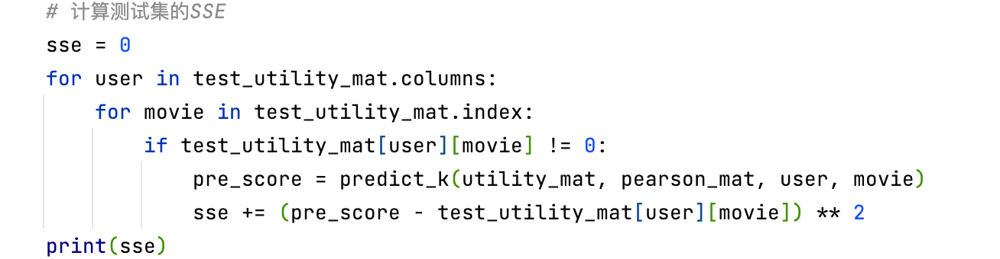 # 计算测试集的SSE
sse = 0
for user in test_utility_mat.columns:
    for movie in test_utility_mat.index:
        if test_utility_mat[user][movie] != 0:
            pre_score = predict_k(utility_mat, pearson_mat, user, movie)
            sse += (pre_score - test_utility_mat[user][movie]) ** 2
print(sse)